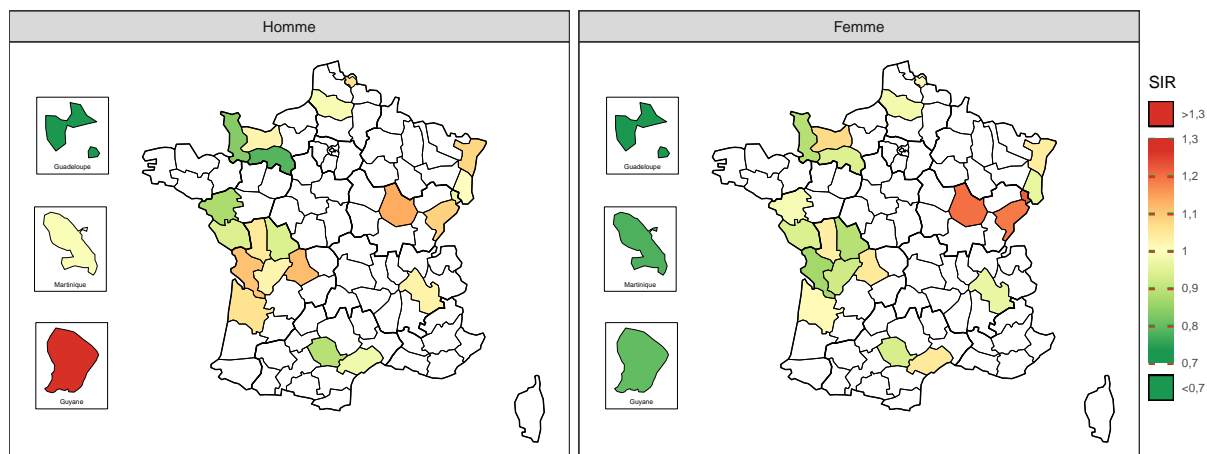 Homme
Femme
Guadeloupe
Martinique
Guyane
Guadeloupe
Martinique
Guyane
SIR
>1,3
1,3
1,2
1,1
1
0,9
0,8
0,7
<0,7